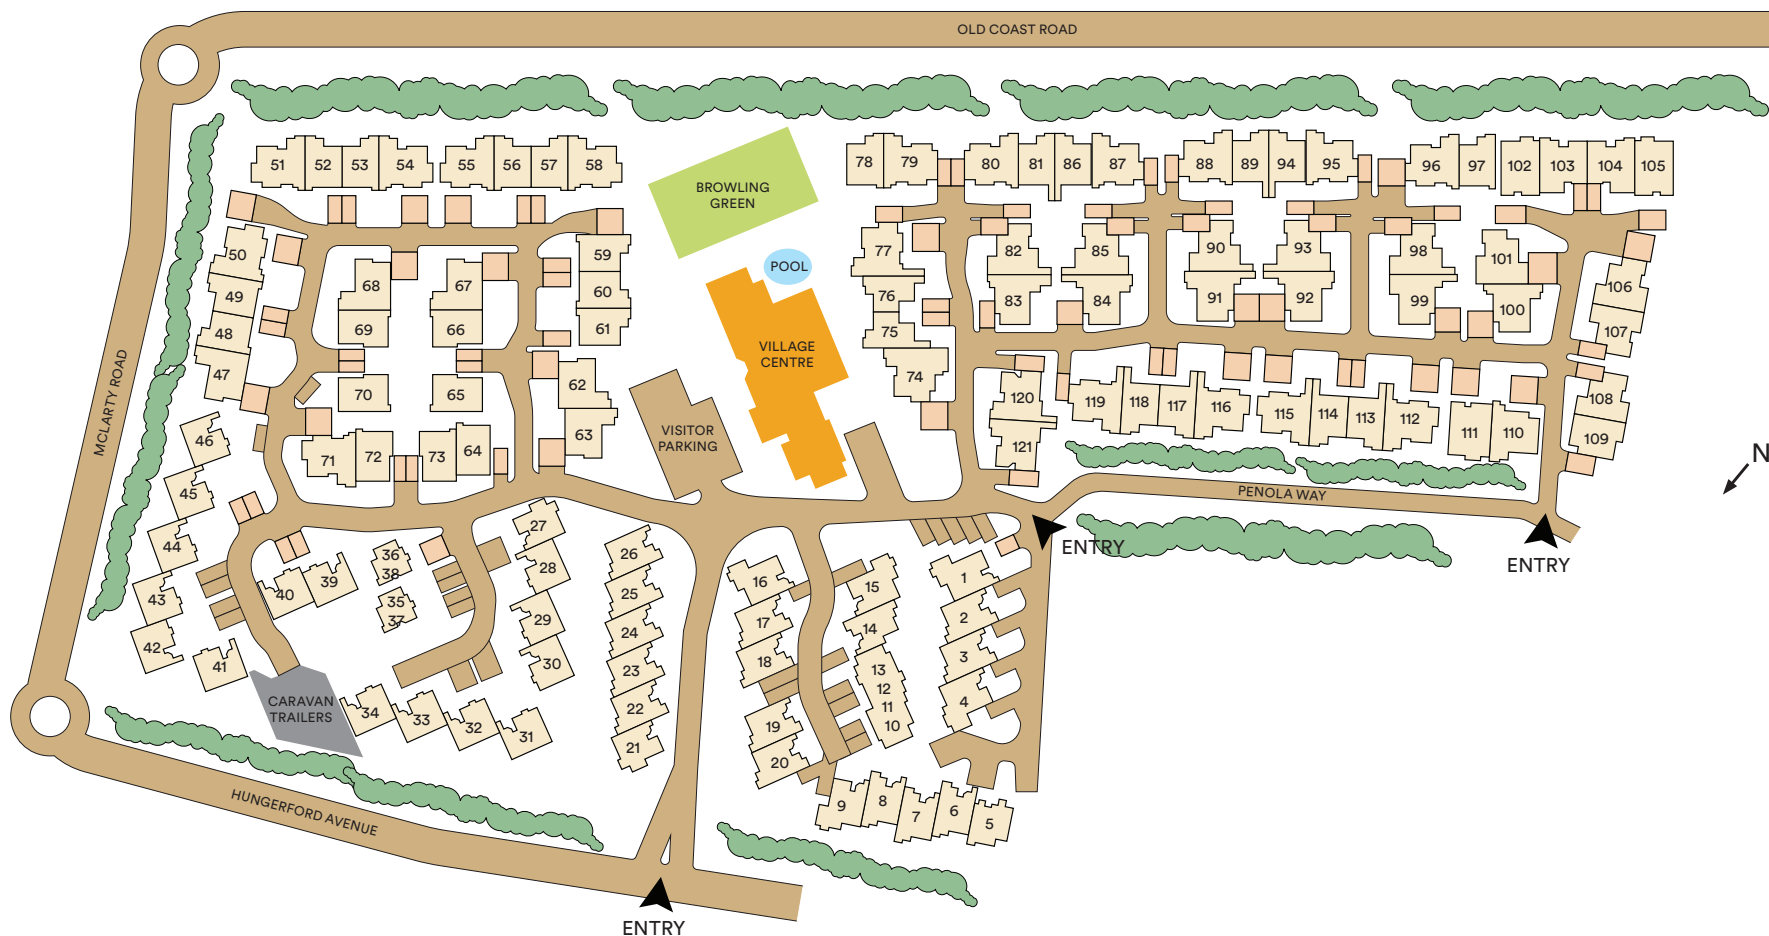 OLD COAST ROAD
MCLARTY ROAD
51 52 53 54 55 56 57 58
BROWLING
GREEN
78 79 80 81 86 87 88 89 94 95 96 97 102 103 104 105
50 49 48 47
59 60 61
68 69 67 66
70 65
62 63
71 72 73 64
POOL
VILLAGE
CENTRE
VISITOR
PARKING
77 76 75 74
82 83 85 84
90 91 93 92
98 99 101 100
106 107
108 109
120 121
119 118 117 116 115 114 113 112 111 110
N
PENOLA WAY
ENTRY
ENTRY
46 45 44 43 42 41
40 39
36
38
35
37
27 28 29 30
26 25 24 23 22 21
16 17 18 19 20
15 14 13 12 11 10
1 2 3 4
CARAVAN
TRAILERS
34 33 32 31
9 8 7 6 5
HUNGERFORD AVENUE
ENTRY